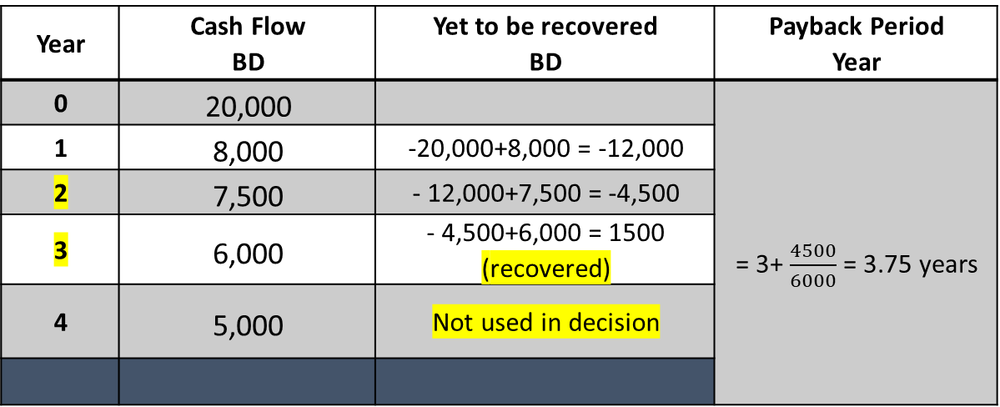 Year
Cash Flow
BD
Yet to be recovered
BD
Payback Period
Year
0
20,000
1
8,000
-20,000+8,000 = -12,000
2
7,500
- 12,000+7,500 = -4,500
3
6,000
- 4,500+6,000 = 1500
(recovered)
= 3+ 4500/6000 = 3.75 years
4
5,000
Not used in decision